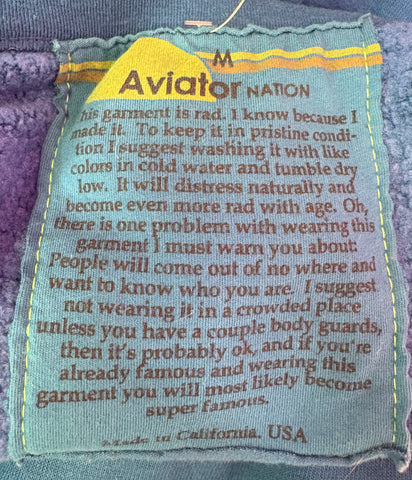 M
Aviator NATION
This garment is rad. I know because I
made it. To keep it in pristine condi-
tion I suggest washing it with like
colors in cold water and tumble dry
low. It will distress naturally and
become even more rad with age. Oh,
there is one problem with wearing this
garment I must warn you about:
People will come out of no where and
want to know who you are. I suggest
not wearing it in a crowded place
unless you have a couple body guards,
then it's probably ok, and if you're
already famous and wearing this
garment you will most likely become
super famous.
Made in California, USA